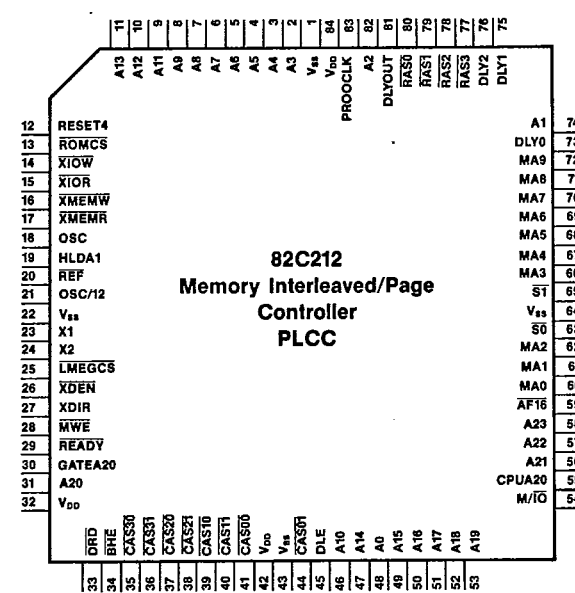 11 10 9 8 7 6 5 4 3 2 1 84 83 82 81 80 79 78 77 76 75
A13 A12 A11 A9 A8 A7 A6 A5 A4 A3 Vss VDD PROOCLK A2 DLYOUT RAS0 RAS1 RAS2 RAS3 DLY2 DLY1
12 RESET4
13 ROMCS
14 XIOW
15 XIOR
16 XMEMW
17 XMEMR
18 OSC
19 HLDA1
20 REF
21 OSC/12
22 Vss
23 X1
24 X2
25 LMEGCS
26 XDEN
27 XDIR
28 MWE
29 READY
30 GATEA20
31 A20
32 VDD
82C212
Memory Interleaved/Page
Controller
PLCC
A1
DLY0
MA9
MA8
MA7
MA6
MA5
MA4
MA3
S1
Vss
S0
MA2
MA1
MA0
AF16
A23
A22
A21
CPUA20
M/IO
DRD BHE CAS30 CAS31 CAS20 CAS21 CAS10 CAS11 CAS00 VDD Vss CAS01 DLE A10 A14 A0 A15 A16 A17 A18 A19
33 34 35 36 37 38 39 40 41 42 43 44 45 46 47 48 49 50 51 52 53